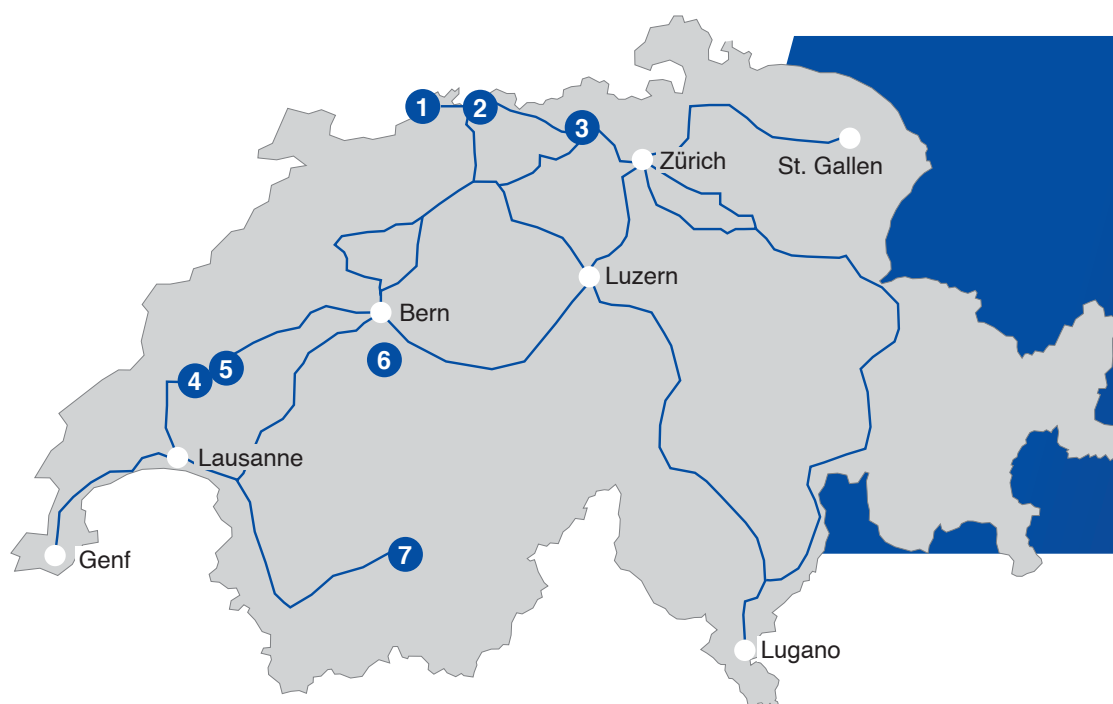 1
2
3
Zürich
St. Gallen
Luzern
Bern
6
5
4
Lausanne
7
Genf
Lugano